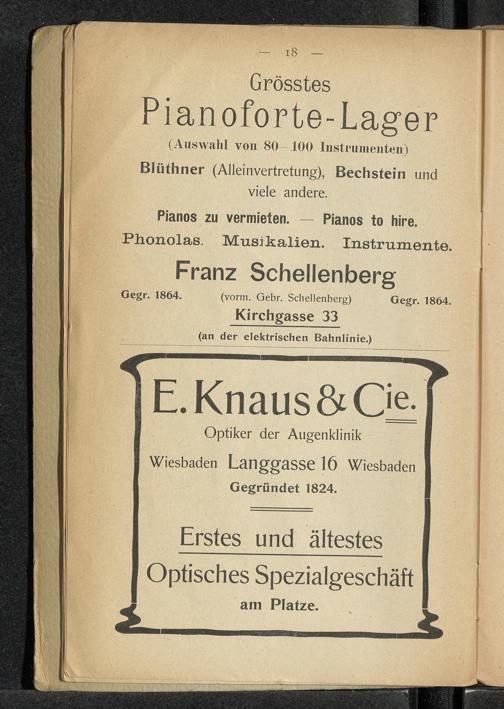 — 18 —
Grösstes
Pianoforte-Lager
(Auswahl von 80–100 Instrumenten)
Blüthner (Alleinvertretung), Bechstein und
viele andere.
Pianos zu vermieten. — Pianos to hire.
Phonolas. Musikalien. Instrumente.
Franz Schellenberg
Gegr. 1864. (vorm. Gebr. Schellenberg) Gegr. 1864.
Kirchgasse 33
(an der elektrischen Bahnlinie.)
E. Knaus & Cie.
Optiker der Augenklinik
Wiesbaden Langgasse 16 Wiesbaden
Gegründet 1824.
Erstes und ältestes
Optisches Spezialgeschäft
am Platze.